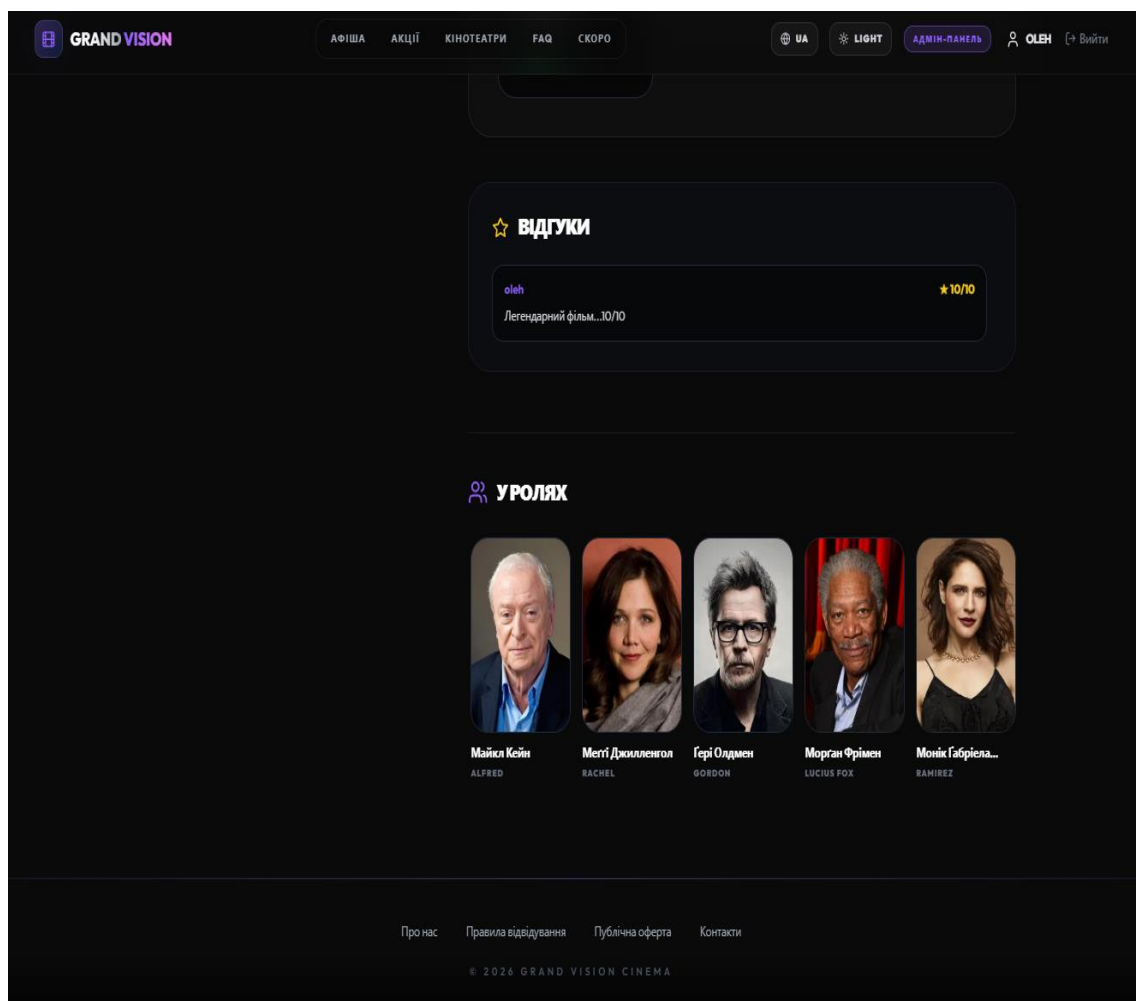 GRAND VISION
АФІША АКЦІЇ КІНОТЕАТРИ FAQ СКОРО
UA LIGHT АДМІН-ПАНЕЛЬ OLEH Вийти
ВІДГУКИ
oleh ★10/10
Легендарний фільм...10/10
У РОЛЯХ
Майкл Кейн Меґґі Джилленгол Ґері Олдмен Морґан Фрімен Монік Ґабріела...
ALFRED RACHEL GORDON LUCIUS FOX RAMIREZ
Про нас Правила відвідування Публічна оферта Контакти
© 2026 GRAND VISION CINEMA